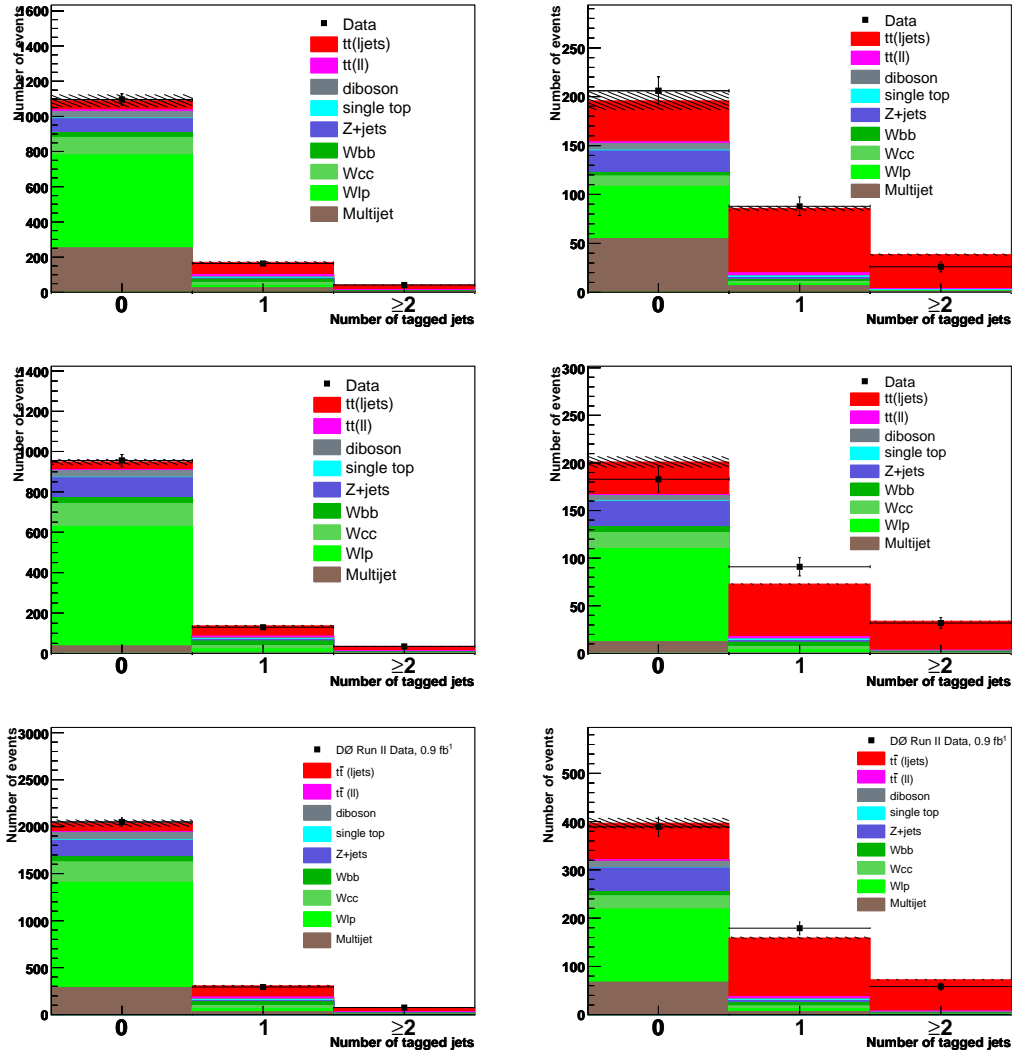 Number of events
1600
1400
1200
1000
800
600
400
200
0
Data
tt(ljets)
tt(ll)
diboson
single top
Z+jets
Wbb
Wcc
Wlp
Multijet
0 1 ≥2
Number of tagged jets
Number of events
250
200
150
100
50
0
Data
tt(ljets)
tt(ll)
diboson
single top
Z+jets
Wbb
Wcc
Wlp
Multijet
0 1 ≥2
Number of tagged jets
Number of events
1400
1200
1000
800
600
400
200
0
Data
tt(ljets)
tt(ll)
diboson
single top
Z+jets
Wbb
Wcc
Wlp
Multijet
0 1 ≥2
Number of tagged jets
Number of events
300
250
200
150
100
50
0
Data
tt(ljets)
tt(ll)
diboson
single top
Z+jets
Wbb
Wcc
Wlp
Multijet
0 1 ≥2
Number of tagged jets
Number of events
3000
2500
2000
1500
1000
500
0
DØ Run II Data, 0.9 fb¹
tt̄ (ljets)
tt̄ (ll)
diboson
single top
Z+jets
Wbb
Wcc
Wlp
Multijet
0 1 ≥2
Number of tagged jets
Number of events
500
400
300
200
100
0
DØ Run II Data, 0.9 fb¹
tt̄ (ljets)
tt̄ (ll)
diboson
single top
Z+jets
Wbb
Wcc
Wlp
Multijet
0 1 ≥2
Number of tagged jets